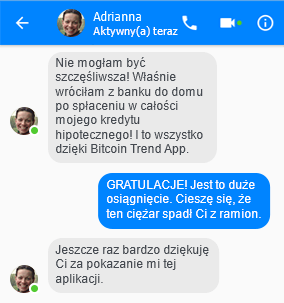 Adrianna
Aktywny(a) teraz
Nie mogłam być
szczęśliwsza! Właśnie
wróciłam z banku do domu
po spłaceniu w całości
mojego kredytu
hipotecznego! I to wszystko
dzięki Bitcoin Trend App.
GRATULACJE! Jest to duże
osiągnięcie. Cieszę się, że
ten ciężar spadł Ci z ramion.
Jeszcze raz bardzo dziękuję
Ci za pokazanie mi tej
aplikacji.